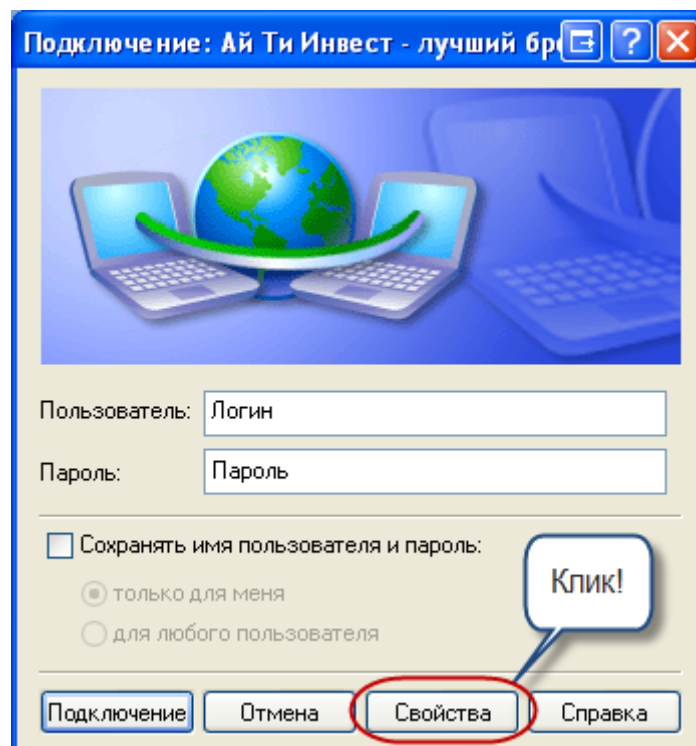 Подключение: Ай Ти Инвест - лучший бр
Пользователь: Логин
Пароль: Пароль
Сохранять имя пользователя и пароль:
только для меня
для любого пользователя
Клик!
Подключение Отмена Свойства Справка